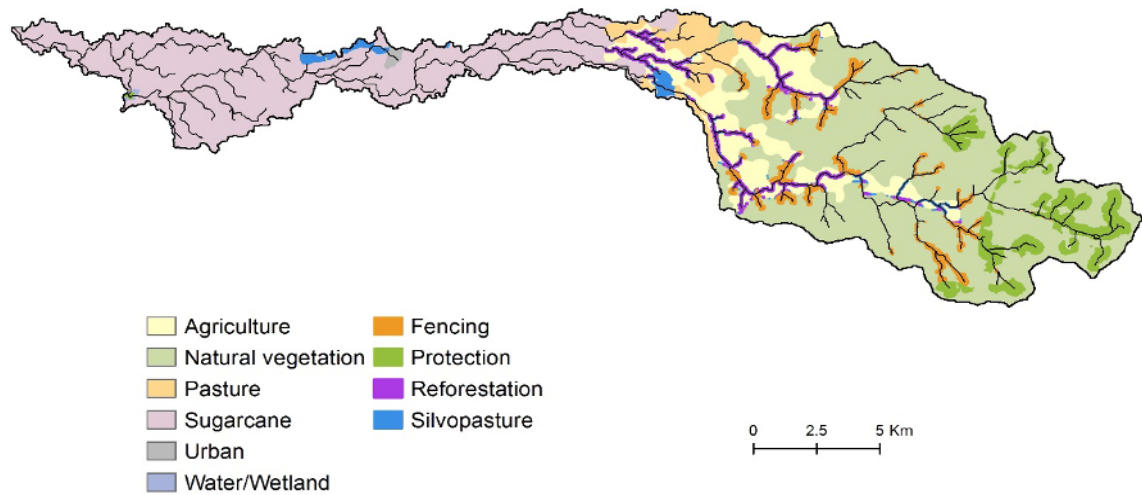 Agriculture
Natural vegetation
Pasture
Sugarcane
Urban
Water/Wetland
Fencing
Protection
Reforestation
Silvopasture
0 2.5 5 Km